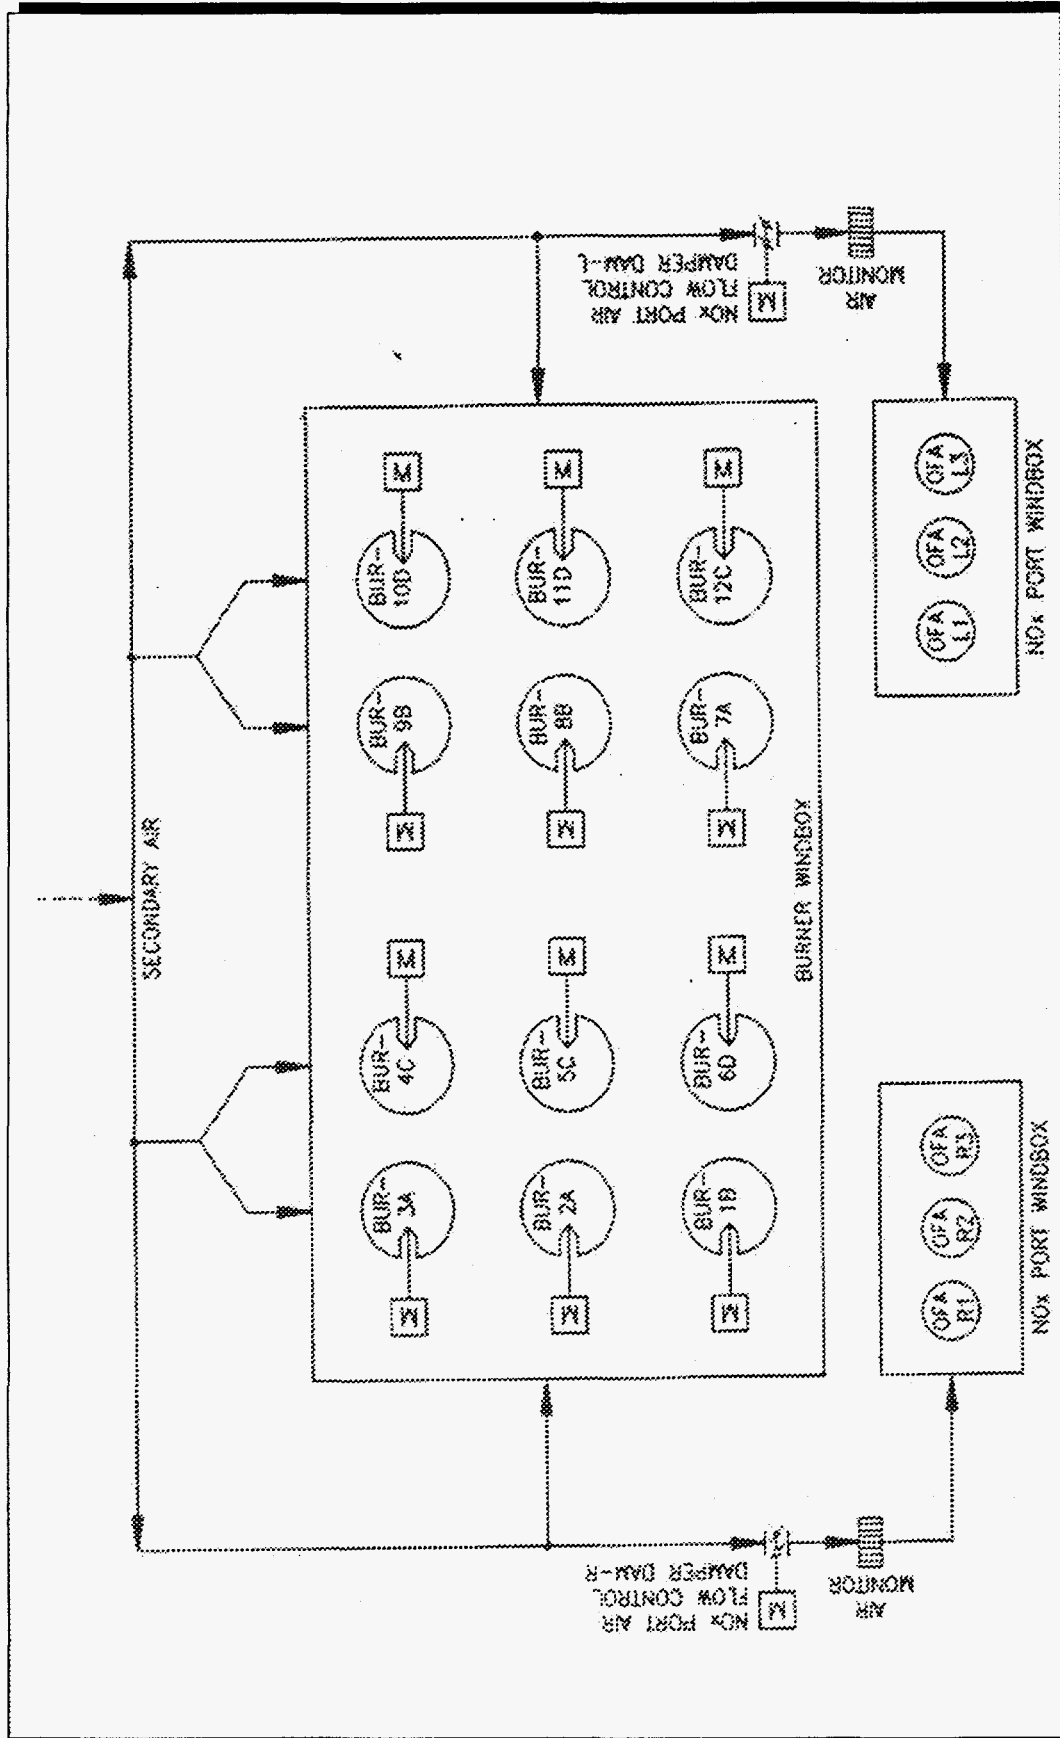 SECONDARY AIR
BUR-
3A
BUR-
4C
BUR-
9B
BUR-
10D
M
M
M
M
BUR-
2A
BUR-
5C
BUR-
8B
BUR-
11D
M
M
M
M
BUR-
1B
BUR-
6D
BUR-
7A
BUR-
12C
M
M
M
M
BURNER WINDBOX
NOx PORT AIR
FLOW CONTROL
DAMPER DAM-R
M
AIR
MONITOR
NOx PORT AIR
FLOW CONTROL
DAMPER DAM-L
M
AIR
MONITOR
OFA
R1
OFA
R2
OFA
R3
NOx PORT WINDBOX
OFA
L1
OFA
L2
OFA
L3
NOx PORT WINDBOX